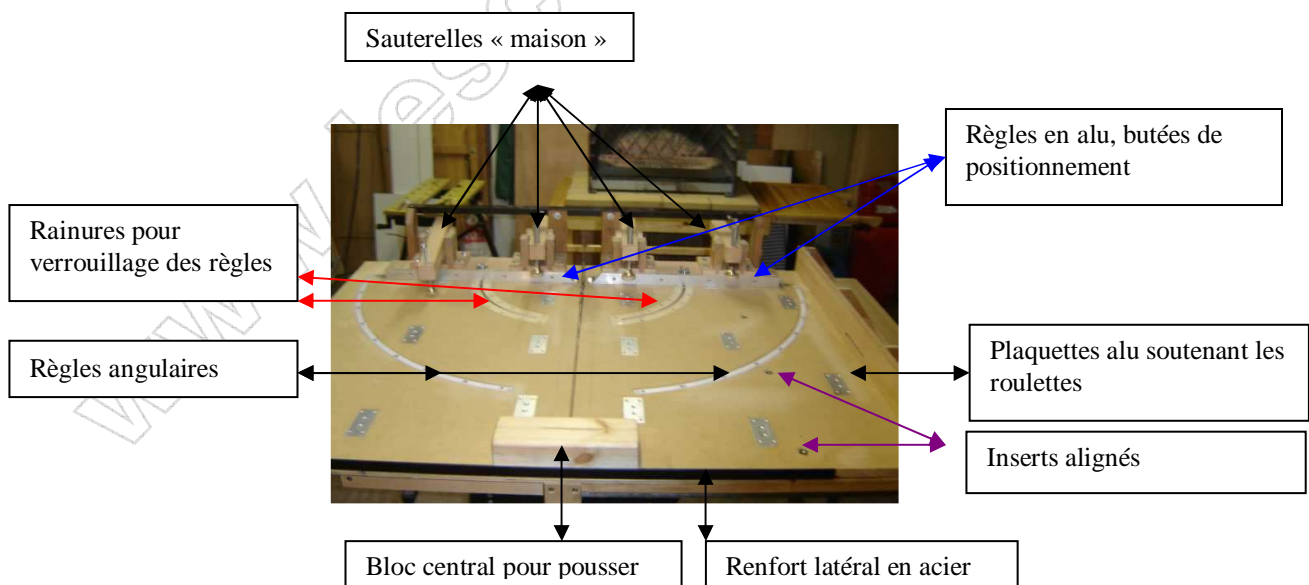 Sauterelles « maison »
Règles en alu, butées de
positionnement
Rainures pour
verrouillage des règles
Règles angulaires
Plaquettes alu soutenant les
roulettes
Inserts alignés
Bloc central pour pousser
Renfort latéral en acier